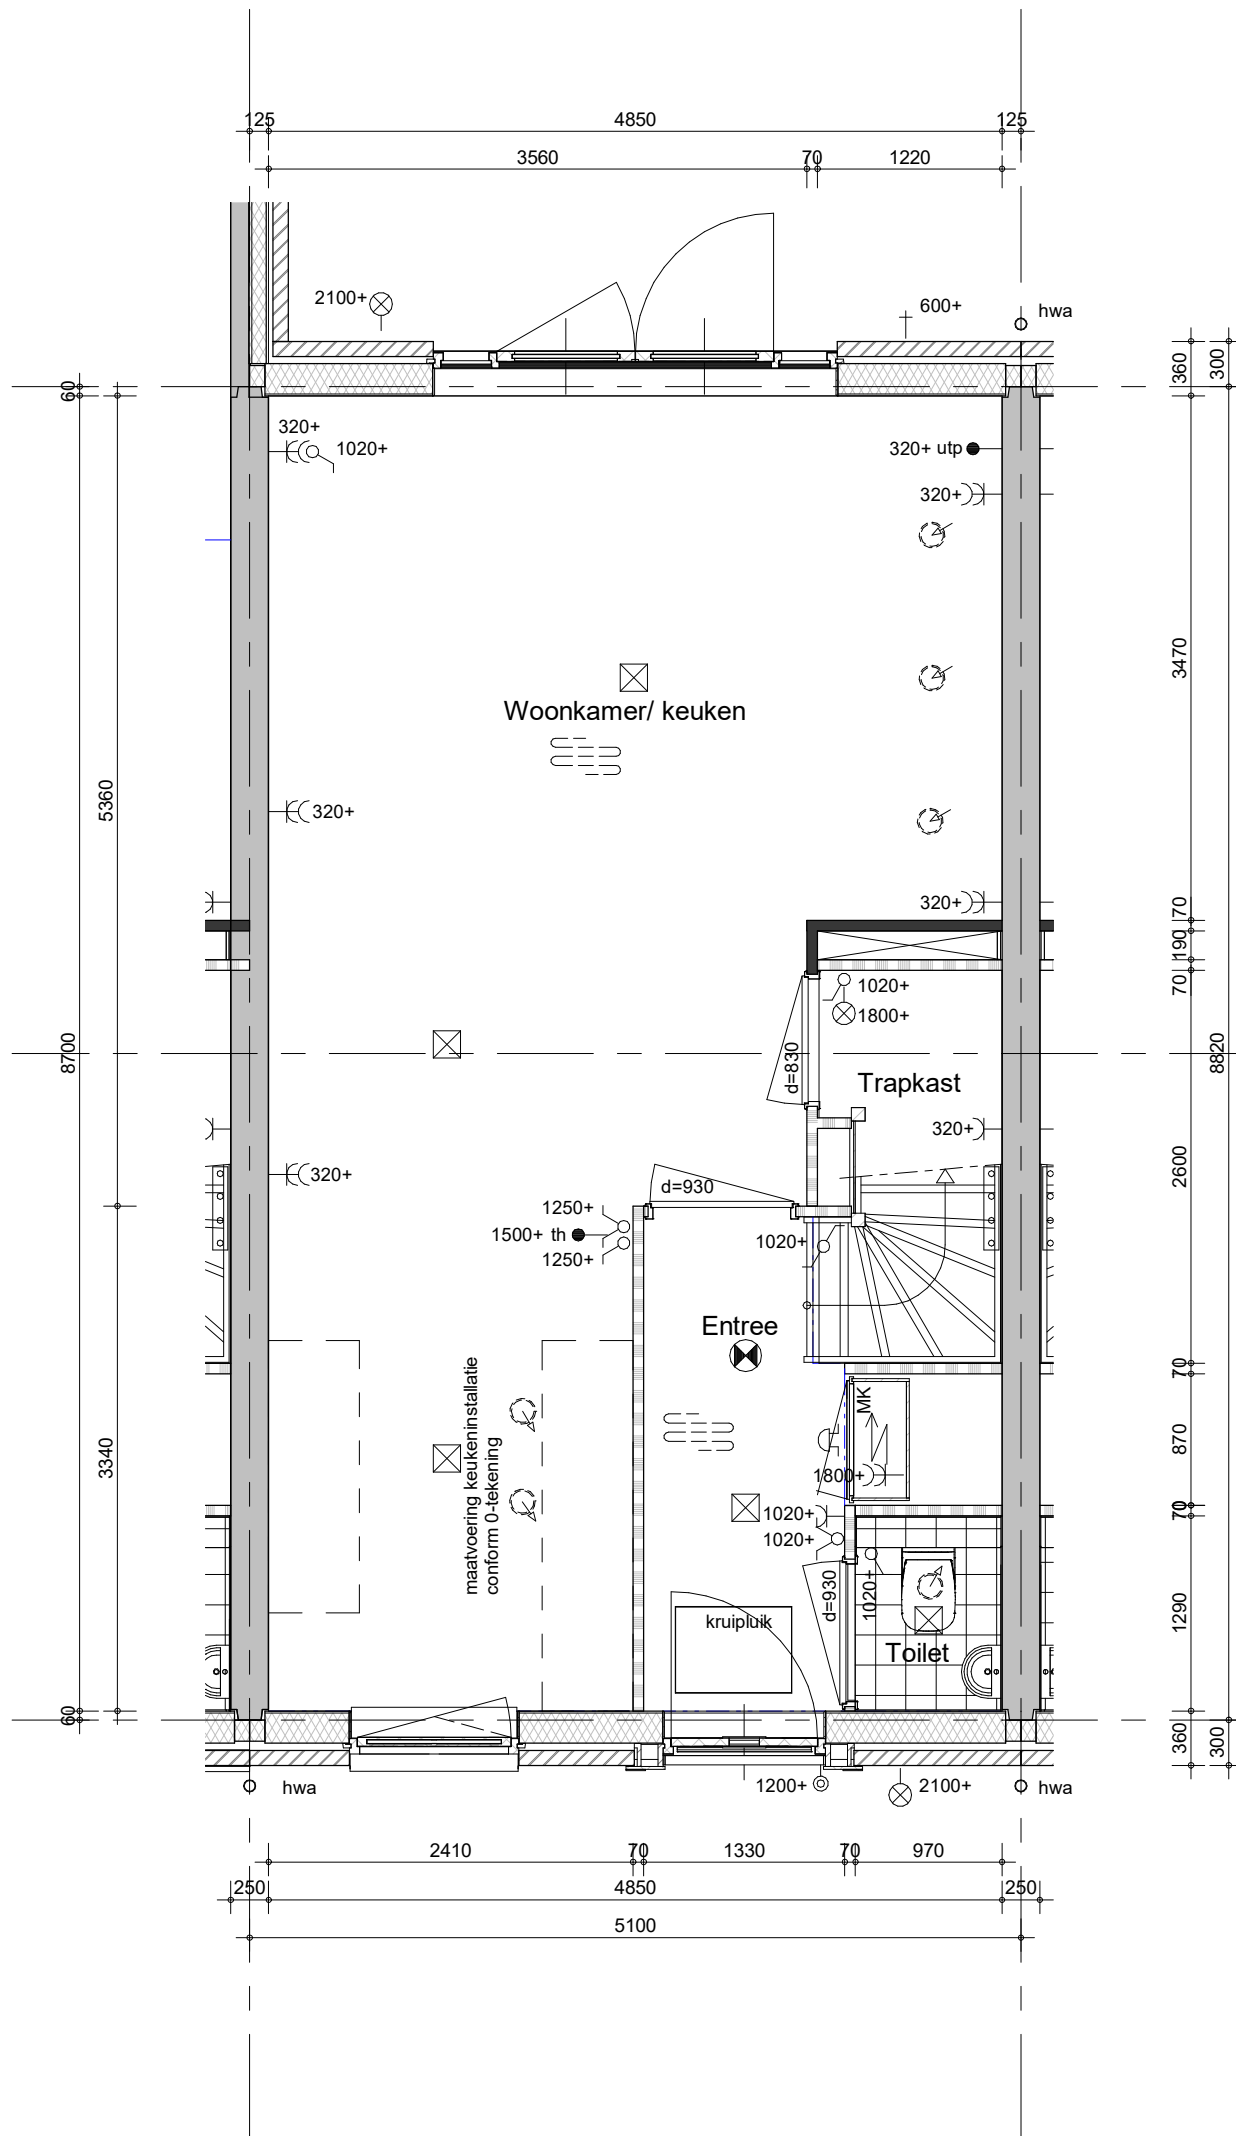 125 4850 125
3560 70 1220
2100+ 600+ hwa
360 300
60
320+ 1020+ 320+ utp
320+
3470
Woonkamer/ keuken
5360
320+
320+ 70
190
1020+ 70
1800+
8700 d=830 8820
Trapkast
320+
320+ d=930 2600
1250+
1500+ th 1020+
1250+
Entree
70
maatvoering keukeninstallatie
conform 0-tekening
MK
3340 870
1800+
1020+ 70
1020+
d=930 1020+
kruipluik 1290
Toilet
60
360 300
hwa 1200+ 2100+ hwa
2410 70 1330 70 970
250 4850 250
5100